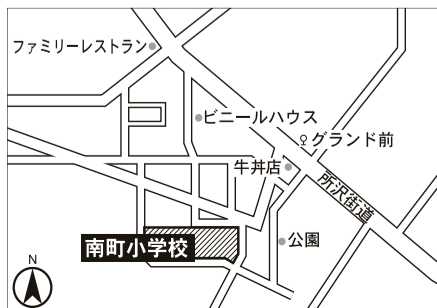 ファミリーレストラン
ビニールハウス
グランド前
牛丼店
所沢街道
公園
南町小学校
N